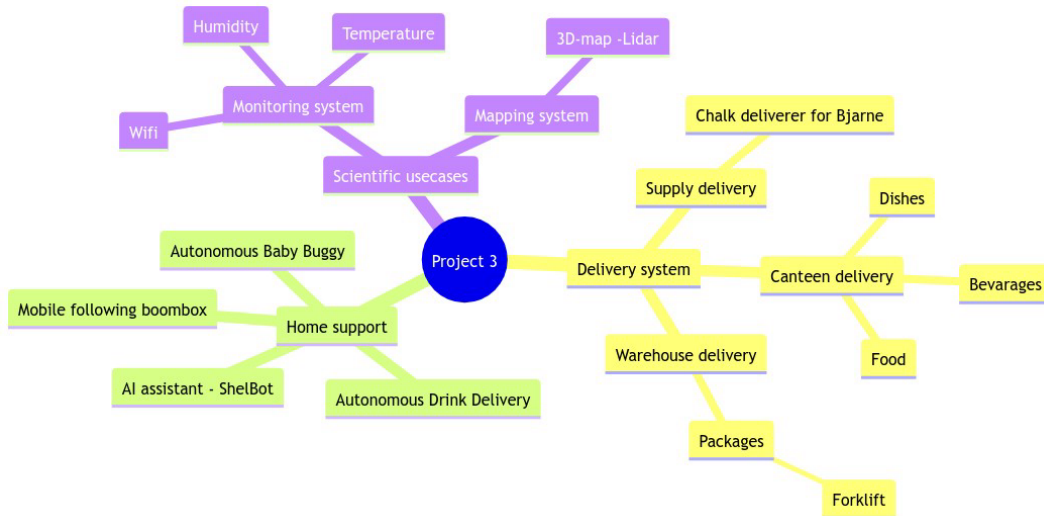 Humidity
Temperature
3D-map -Lidar
Monitoring system
Mapping system
Wifi
Chalk deliverer for Bjarne
Scientific usecases
Supply delivery
Dishes
Autonomous Baby Buggy
Project 3
Delivery system
Canteen delivery
Bevarages
Mobile following boombox
Home support
Warehouse delivery
Food
AI assistant - ShelBot
Autonomous Drink Delivery
Packages
Forklift